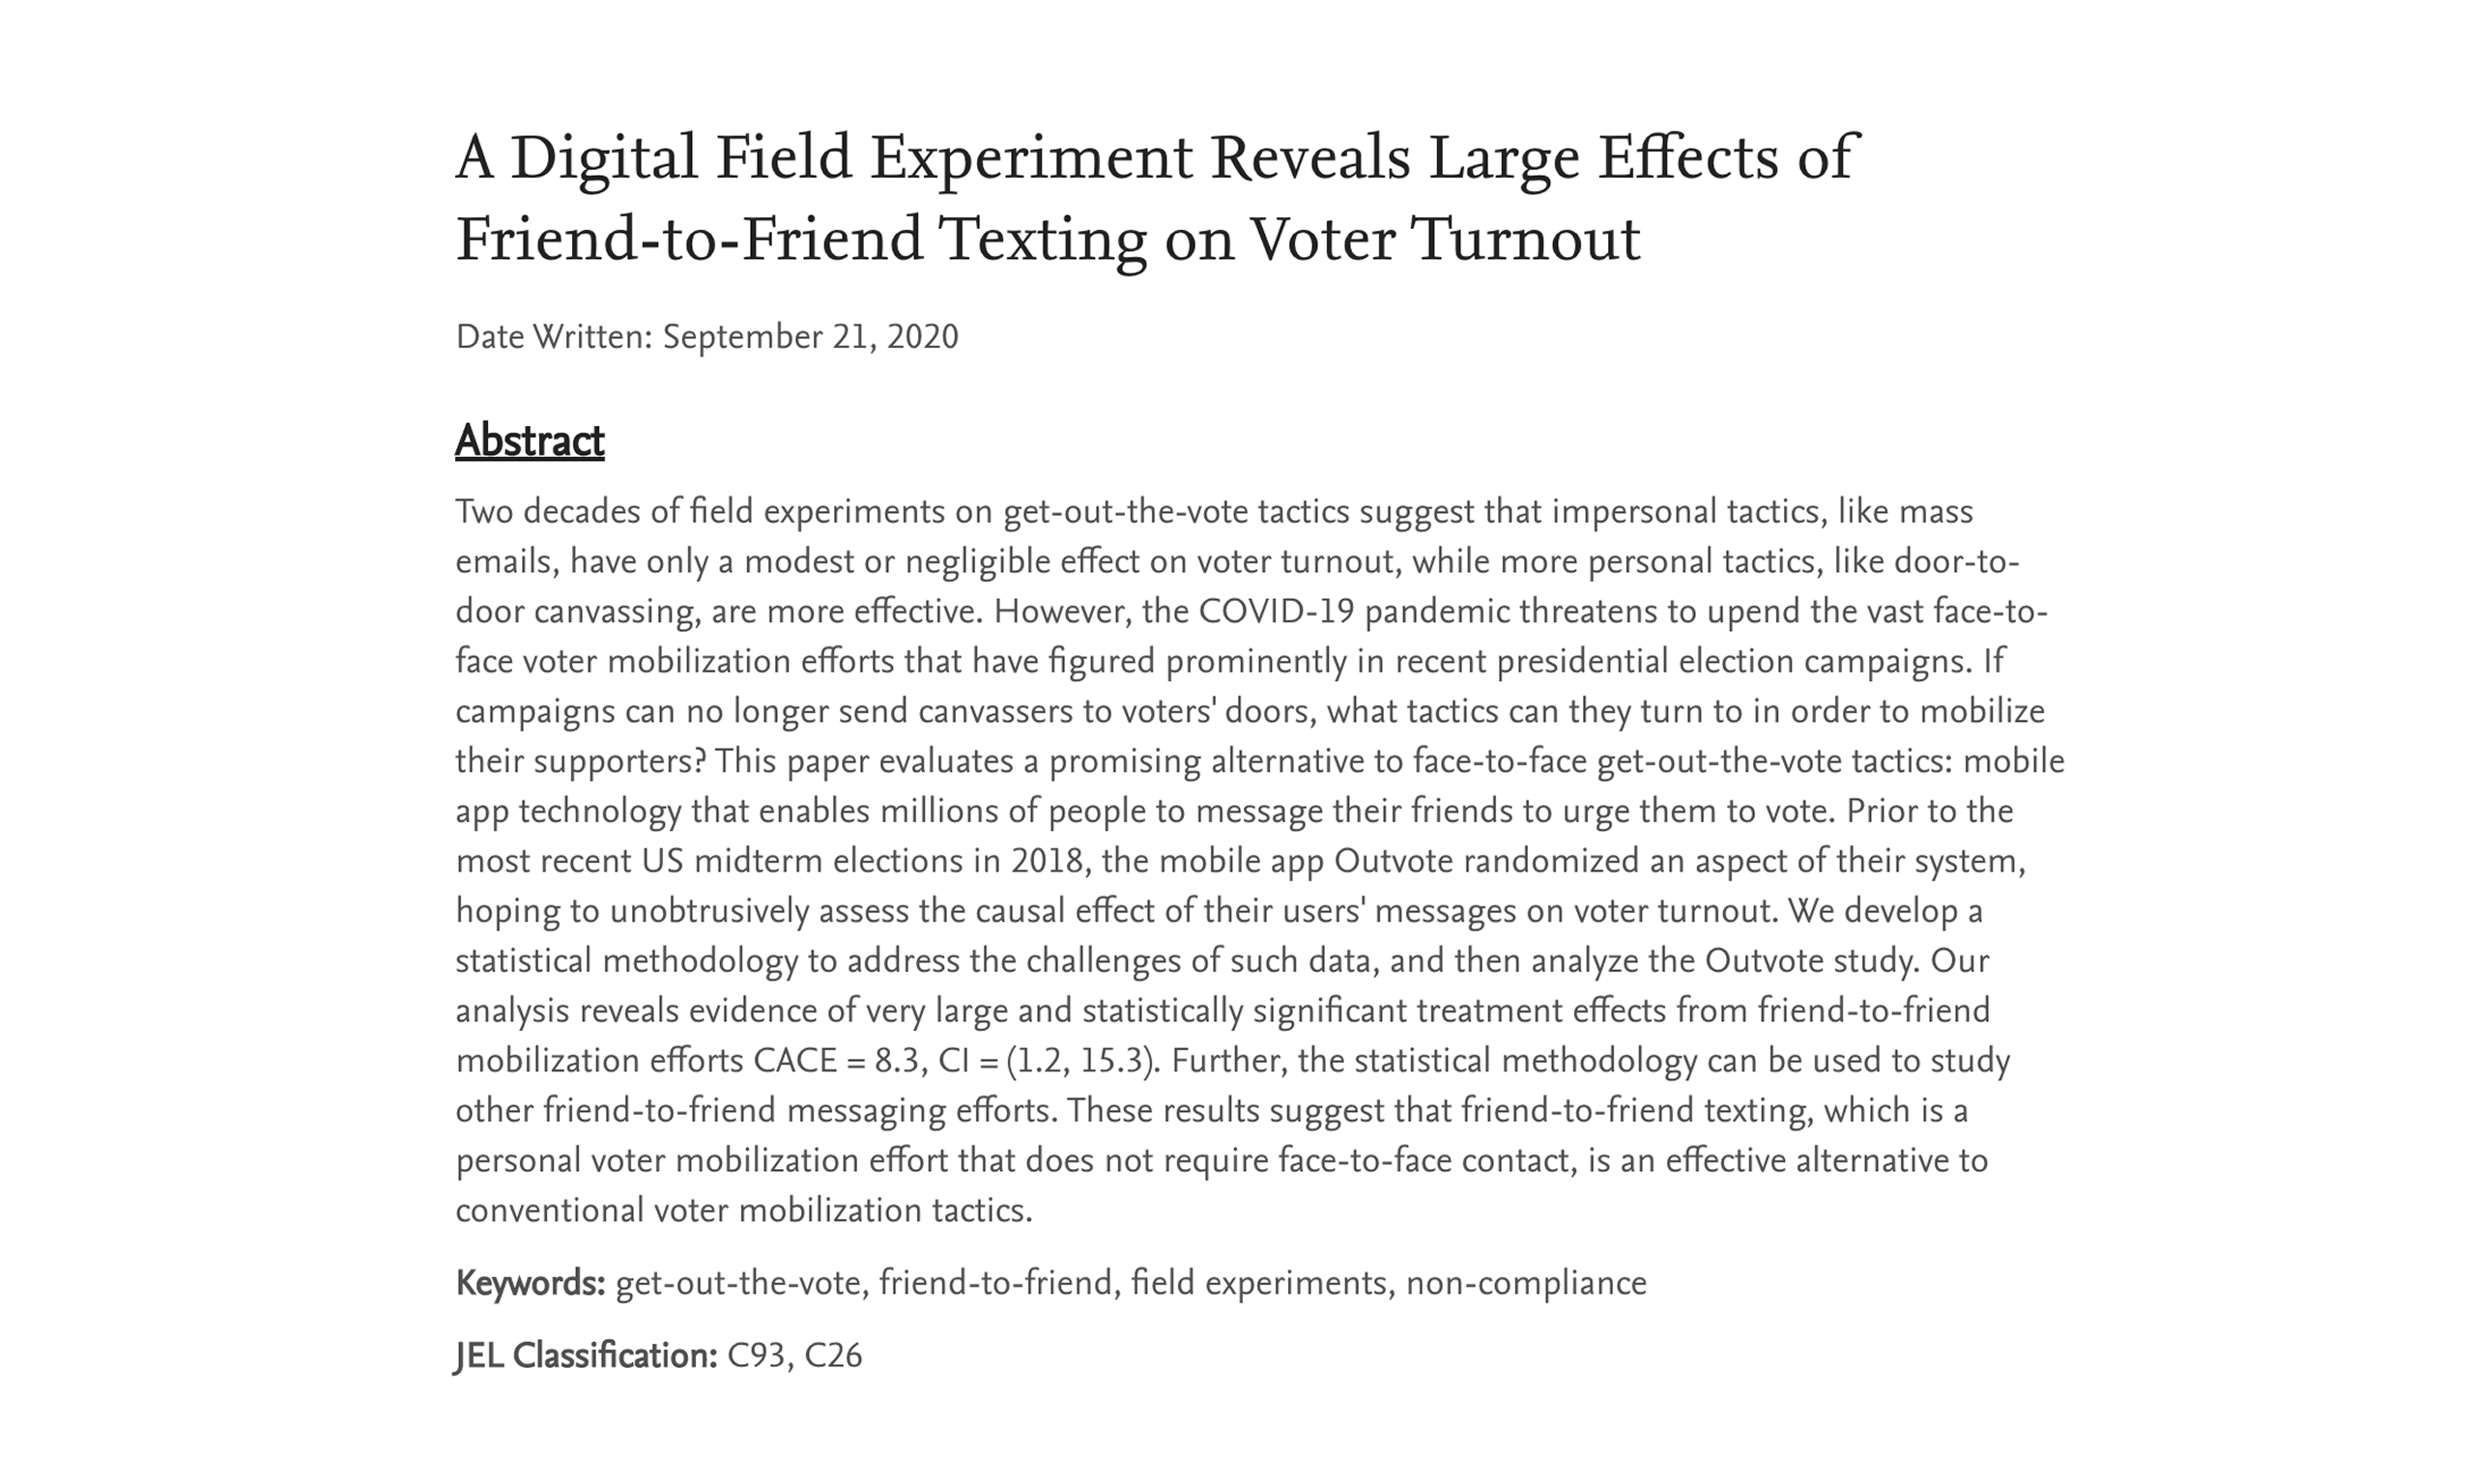 A Digital Field Experiment Reveals Large Effects of
Friend-to-Friend Texting on Voter Turnout
Date Written: September 21, 2020
Abstract
Two decades of field experiments on get-out-the-vote tactics suggest that impersonal tactics, like mass
emails, have only a modest or negligible effect on voter turnout, while more personal tactics, like door-to-
door canvassing, are more effective. However, the COVID-19 pandemic threatens to upend the vast face-to-
face voter mobilization efforts that have figured prominently in recent presidential election campaigns. If
campaigns can no longer send canvassers to voters' doors, what tactics can they turn to in order to mobilize
their supporters? This paper evaluates a promising alternative to face-to-face get-out-the-vote tactics: mobile
app technology that enables millions of people to message their friends to urge them to vote. Prior to the
most recent US midterm elections in 2018, the mobile app Outvote randomized an aspect of their system,
hoping to unobtrusively assess the causal effect of their users' messages on voter turnout. We develop a
statistical methodology to address the challenges of such data, and then analyze the Outvote study. Our
analysis reveals evidence of very large and statistically significant treatment effects from friend-to-friend
mobilization efforts CACE = 8.3, CI = (1.2, 15.3). Further, the statistical methodology can be used to study
other friend-to-friend messaging efforts. These results suggest that friend-to-friend texting, which is a
personal voter mobilization effort that does not require face-to-face contact, is an effective alternative to
conventional voter mobilization tactics.
Keywords: get-out-the-vote, friend-to-friend, field experiments, non-compliance
JEL Classification: C93, C26